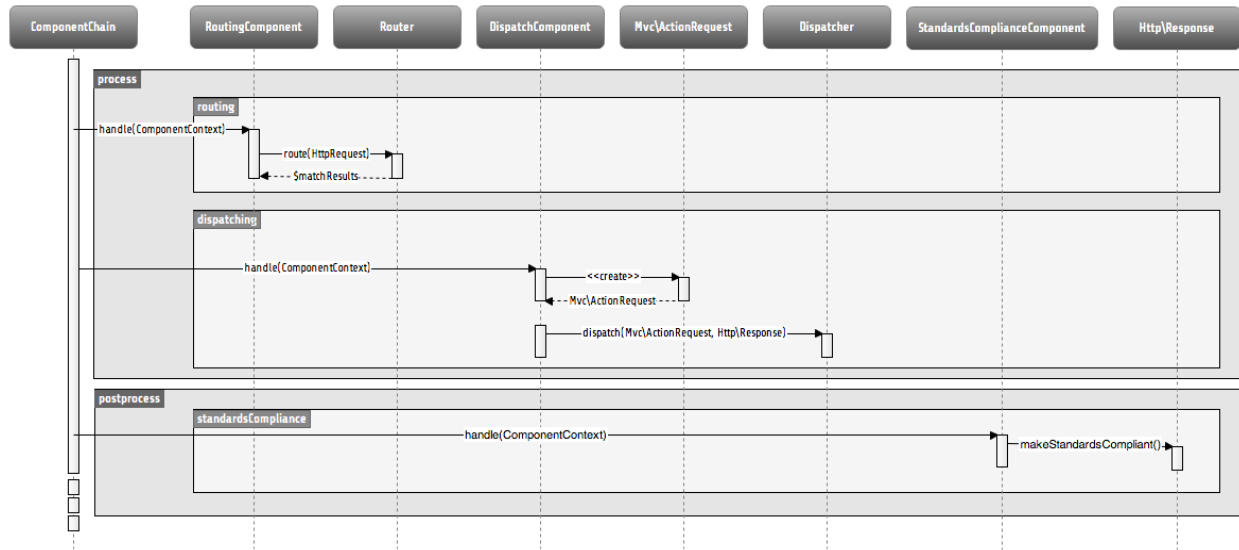 ComponentChain
RoutingComponent
Router
DispatchComponent
Mvc\ActionRequest
Dispatcher
StandardsComplianceComponent
Http\Response
process
routing
handle(ComponentContext)
route(HttpRequest)
$matchResults
dispatching
handle(ComponentContext)
<<create>>
Mvc\ActionRequest
dispatch(Mvc\ActionRequest, Http\Response)
postprocess
standardsCompliance
handle(ComponentContext)
makeStandardsCompliant()